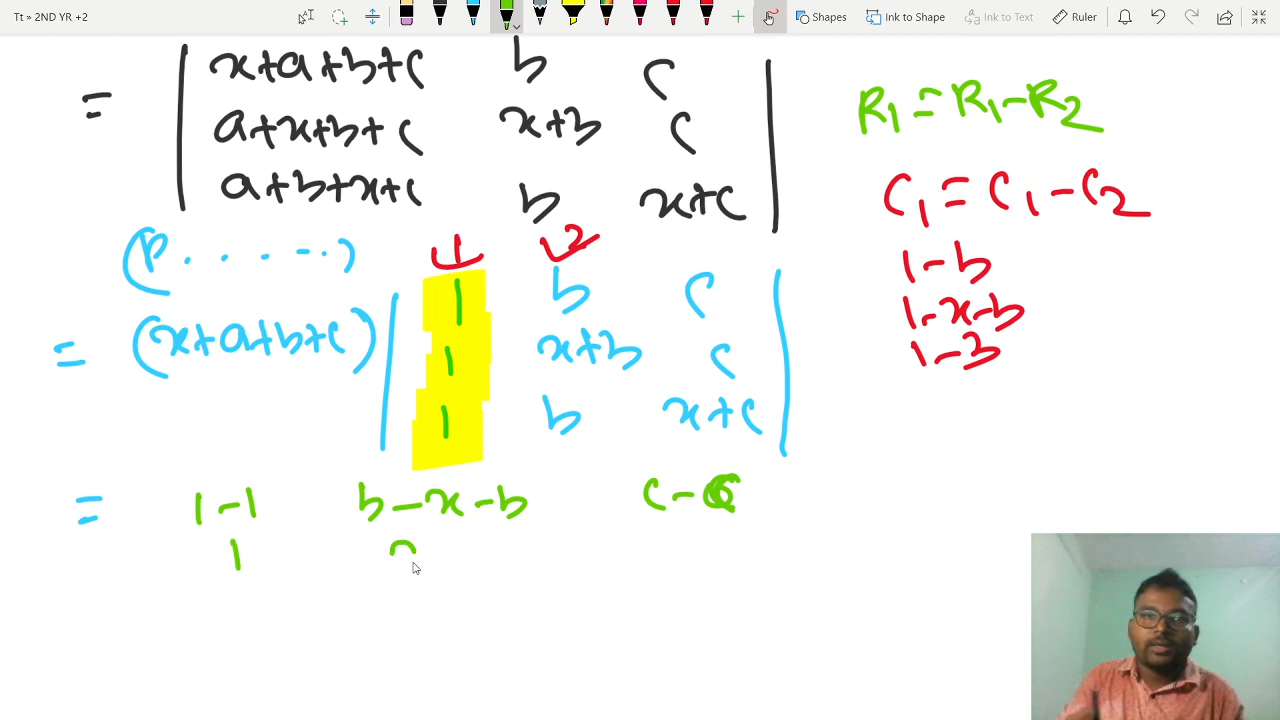 Tt » 2ND YR +2
Shapes Ink to Shape Ink to Text Ruler
x+a+b+c b c
= a+x+b+c x+b c
a+b+x+c b x+c
R1 = R1-R2
C1 = C1-C2
1-b
1-x-b
1-3
(P.....)
1 2
1 b c
= (x+a+b+c) 1 x+b c
1 b x+c
= 1-1 b-x-b c-c
1